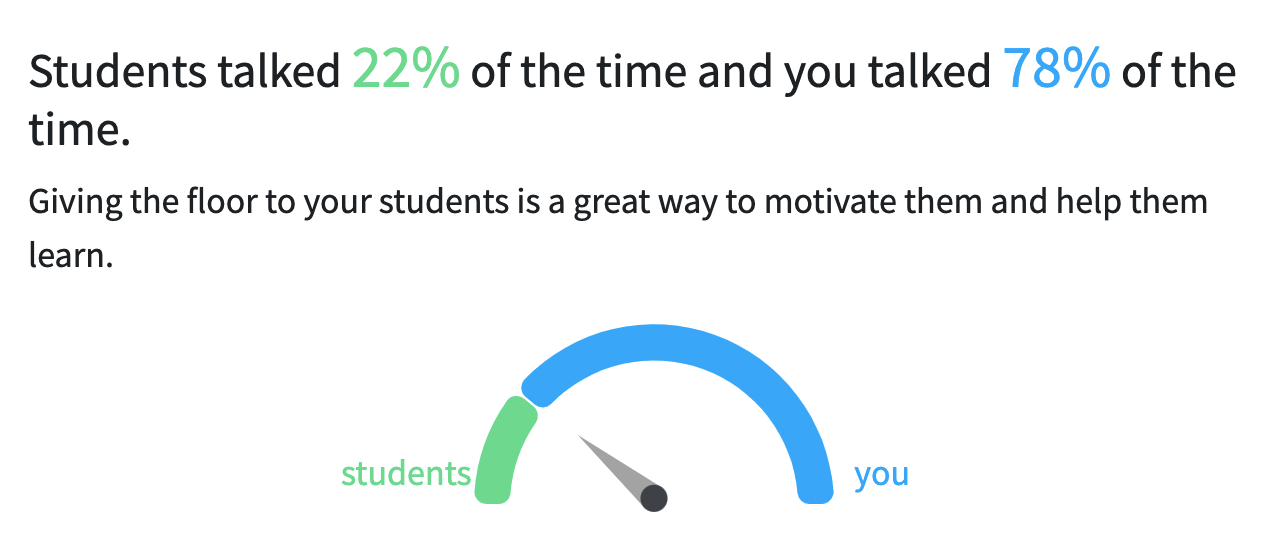 Students talked 22% of the time and you talked 78% of the
time.
Giving the floor to your students is a great way to motivate them and help them
learn.
students
you